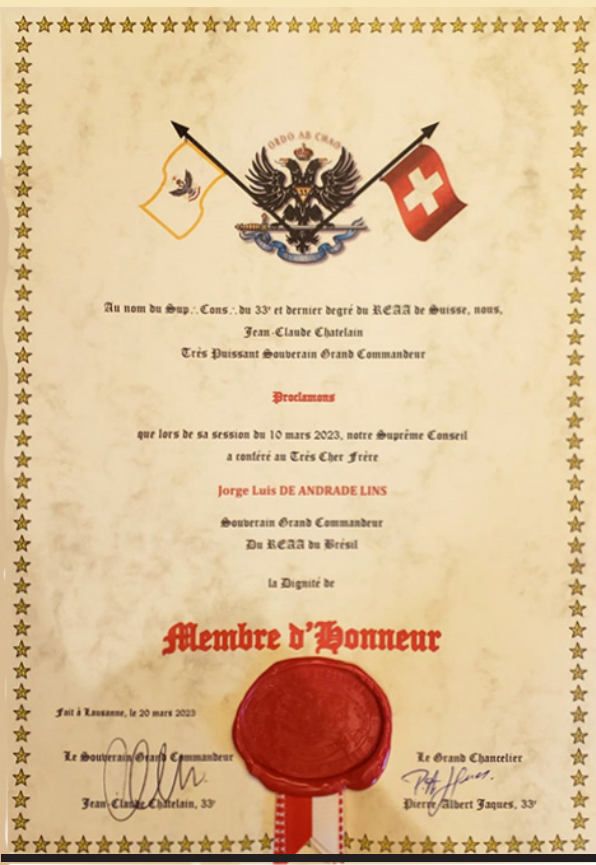 ORDO AB CHAO
Au nom du Sup∴Cons∴du 33ᵉ et dernier degré du REAA de Suisse, nous,
Jean-Claude Chatelain
Très Puissant Souverain Grand Commandeur
Proclamons
que lors de sa session du 10 mars 2023, notre Suprême Conseil
a conféré au Très Cher Frère
Jorge Luis DE ANDRADE LINS
Souverain Grand Commandeur
Du REAA du Brésil
la Dignité de
Membre d'Honneur
Fait à Lausanne, le 20 mars 2023
Le Souverain Grand Commandeur
Le Grand Chancelier
Jean-Claude Châtelain, 33ᵉ
Pierre-Albert Jaques, 33ᵉ